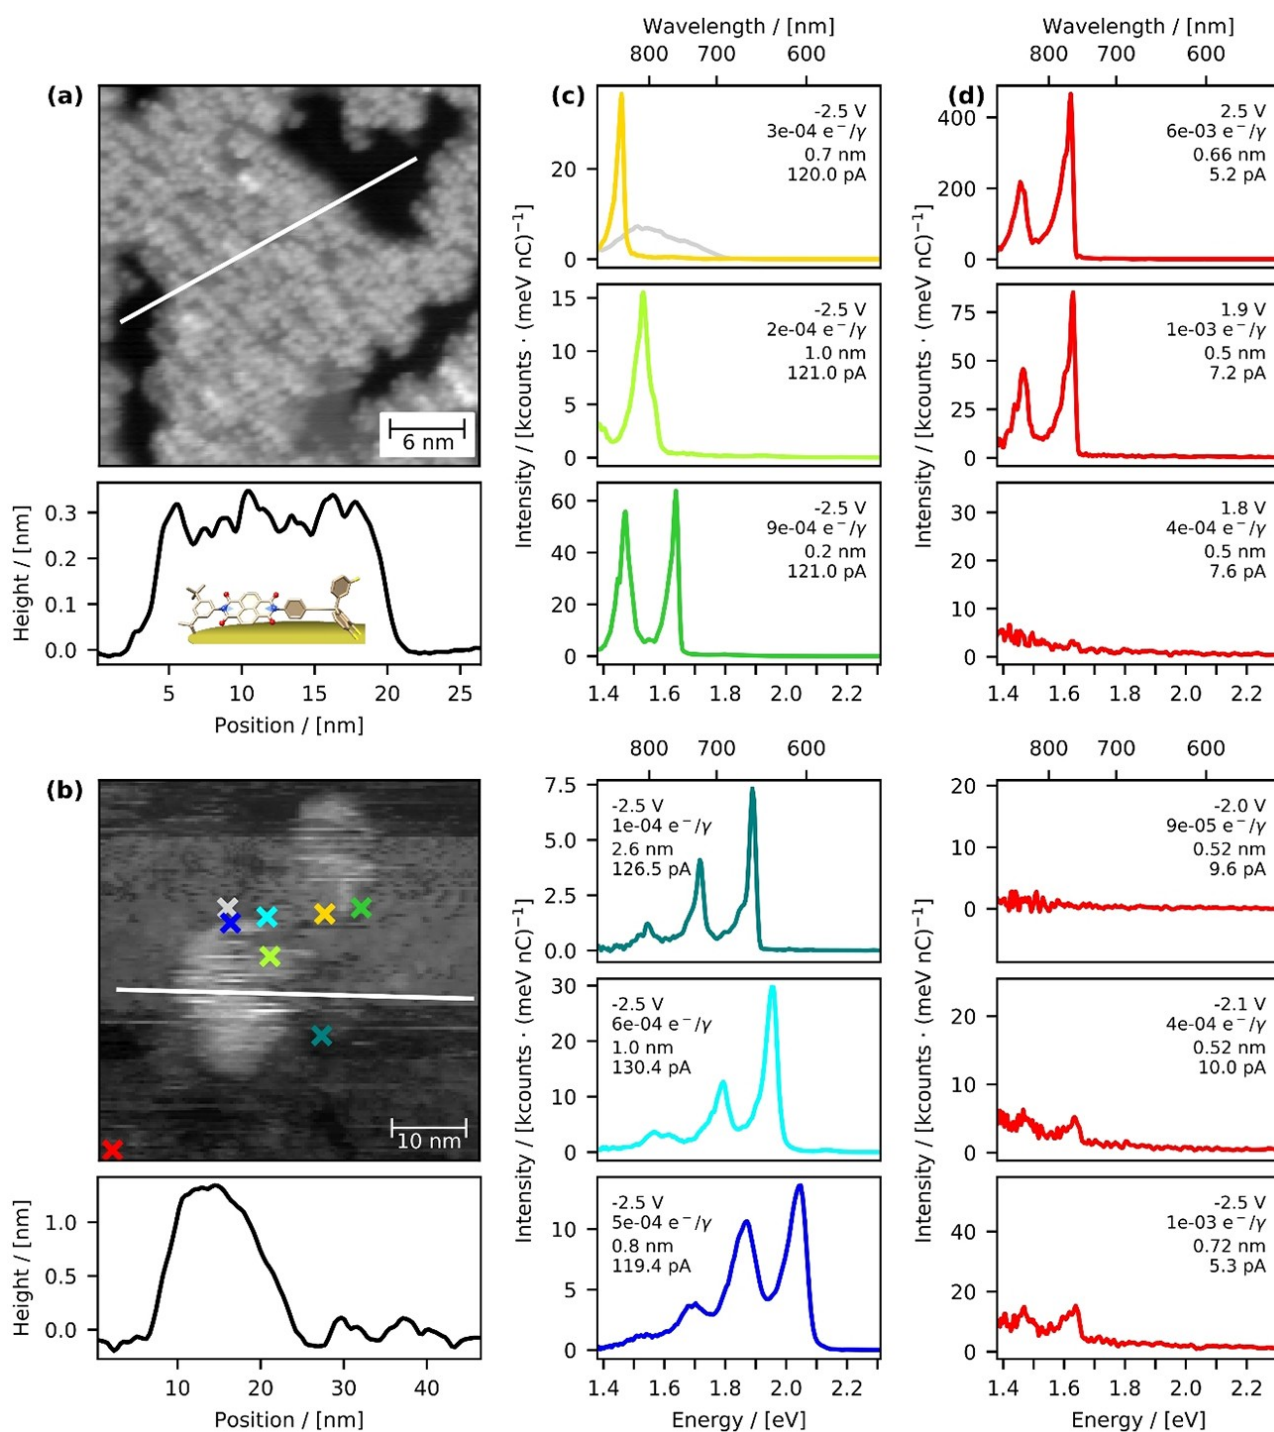 (a)
6 nm
Height / [nm]
0.3
0.2
0.1
0.0
5
10
15
20
25
Position / [nm]
(b)
10 nm
Height / [nm]
1.0
0.5
0.0
10
20
30
40
Position / [nm]
(c)
Wavelength / [nm]
800
700
600
Intensity / [kcounts · (meV nC)⁻¹]
20
0
-2.5 V
3e-04 e⁻/γ
0.7 nm
120.0 pA
15
10
5
0
-2.5 V
2e-04 e⁻/γ
1.0 nm
121.0 pA
60
40
20
0
-2.5 V
9e-04 e⁻/γ
0.2 nm
121.0 pA
1.4
1.6
1.8
2.0
2.2
800
700
600
Intensity / [kcounts · (meV nC)⁻¹]
7.5
5.0
2.5
0.0
-2.5 V
1e-04 e⁻/γ
2.6 nm
126.5 pA
30
20
10
0
-2.5 V
6e-04 e⁻/γ
1.0 nm
130.4 pA
10
5
0
-2.5 V
5e-04 e⁻/γ
0.8 nm
119.4 pA
1.4
1.6
1.8
2.0
2.2
Energy / [eV]
(d)
Wavelength / [nm]
800
700
600
Intensity / [kcounts · (meV nC)⁻¹]
400
200
0
2.5 V
6e-03 e⁻/γ
0.66 nm
5.2 pA
75
50
25
0
1.9 V
1e-03 e⁻/γ
0.5 nm
7.2 pA
30
20
10
0
1.8 V
4e-04 e⁻/γ
0.5 nm
7.6 pA
1.4
1.6
1.8
2.0
2.2
800
700
600
Intensity / [kcounts · (meV nC)⁻¹]
20
10
0
-2.0 V
9e-05 e⁻/γ
0.52 nm
9.6 pA
20
10
0
-2.1 V
4e-04 e⁻/γ
0.52 nm
10.0 pA
40
20
0
-2.5 V
1e-03 e⁻/γ
0.72 nm
5.3 pA
1.4
1.6
1.8
2.0
2.2
Energy / [eV]